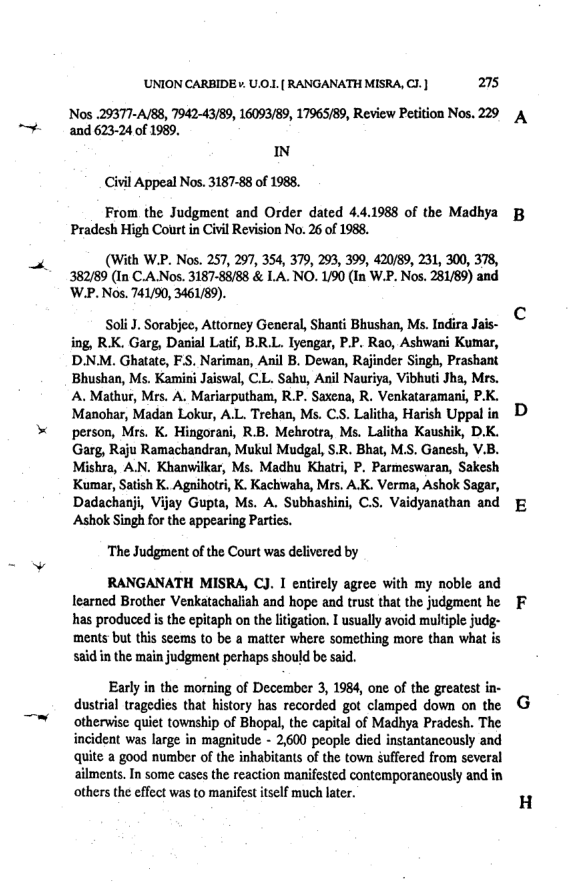 UNION CARBIDE v. U.O.I. [ RANGANATH MISRA, CJ. ] 275
Nos .29377-A/88, 7942-43/89, 16093/89, 17965/89, Review Petition Nos. 229 A
and 623-24 of 1989.
IN
Civil Appeal Nos. 3187-88 of 1988.
From the Judgment and Order dated 4.4.1988 of the Madhya B
Pradesh High Court in Civil Revision No. 26 of 1988.
(With W.P. Nos. 257, 297, 354, 379, 293, 399, 420/89, 231, 300, 378,
382/89 (In C.A.Nos. 3187-88/88 & I.A. NO. 1/90 (In W.P. Nos. 281/89) and
W.P. Nos. 741/90, 3461/89).
C
Soli J. Sorabjee, Attorney General, Shanti Bhushan, Ms. Indira Jais-
ing, R.K. Garg, Danial Latif, B.R.L. Iyengar, P.P. Rao, Ashwani Kumar,
D.N.M. Ghatate, F.S. Nariman, Anil B. Dewan, Rajinder Singh, Prashant
Bhushan, Ms. Kamini Jaiswal, C.L. Sahu, Anil Nauriya, Vibhuti Jha, Mrs.
A. Mathur, Mrs. A. Mariarputham, R.P. Saxena, R. Venkataramani, P.K.
Manohar, Madan Lokur, A.L. Trehan, Ms. C.S. Lalitha, Harish Uppal in D
person, Mrs. K. Hingorani, R.B. Mehrotra, Ms. Lalitha Kaushik, D.K.
Garg, Raju Ramachandran, Mukul Mudgal, S.R. Bhat, M.S. Ganesh, V.B.
Mishra, A.N. Khanwilkar, Ms. Madhu Khatri, P. Parmeswaran, Sakesh
Kumar, Satish K. Agnihotri, K. Kachwaha, Mrs. A.K. Verma, Ashok Sagar,
Dadachanji, Vijay Gupta, Ms. A. Subhashini, C.S. Vaidyanathan and E
Ashok Singh for the appearing Parties.
The Judgment of the Court was delivered by
RANGANATH MISRA, CJ. I entirely agree with my noble and
learned Brother Venkatachaliah and hope and trust that the judgment he F
has produced is the epitaph on the litigation. I usually avoid multiple judg-
ments but this seems to be a matter where something more than what is
said in the main judgment perhaps should be said.
Early in the morning of December 3, 1984, one of the greatest in-
dustrial tragedies that history has recorded got clamped down on the G
otherwise quiet township of Bhopal, the capital of Madhya Pradesh. The
incident was large in magnitude - 2,600 people died instantaneously and
quite a good number of the inhabitants of the town suffered from several
ailments. In some cases the reaction manifested contemporaneously and in
others the effect was to manifest itself much later.
H